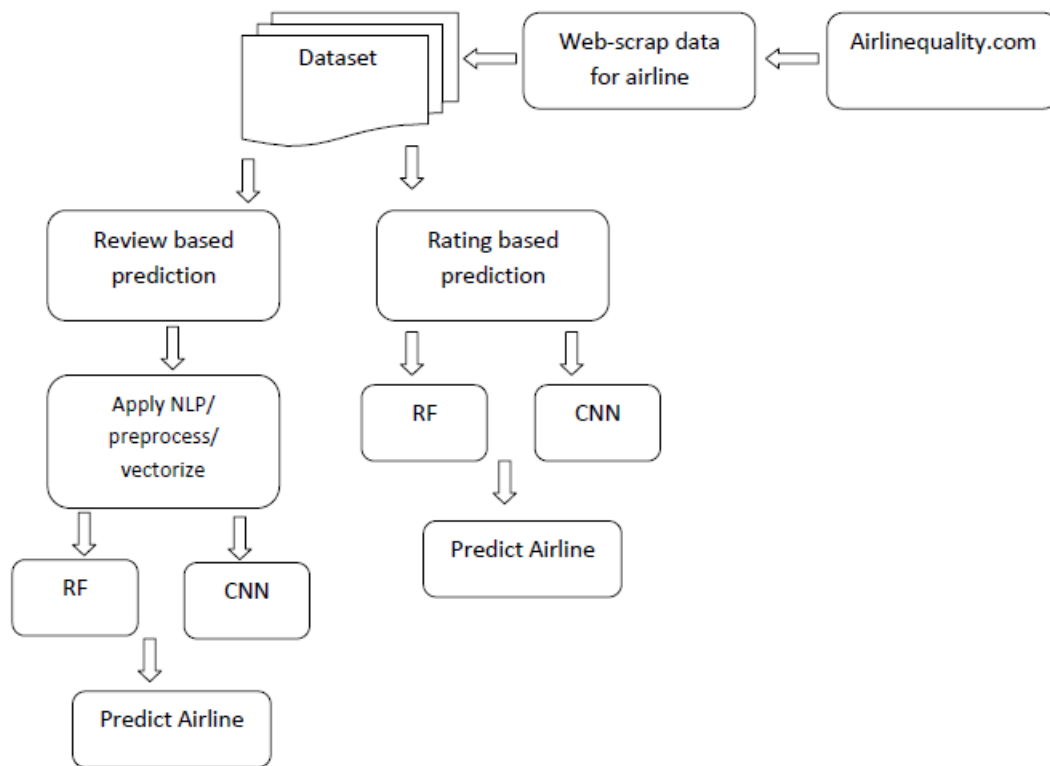 Dataset
Web-scrap data
for airline
Airlinequality.com
Review based
prediction
Rating based
prediction
Apply NLP/
preprocess/
vectorize
RF
CNN
RF
CNN
Predict Airline
Predict Airline